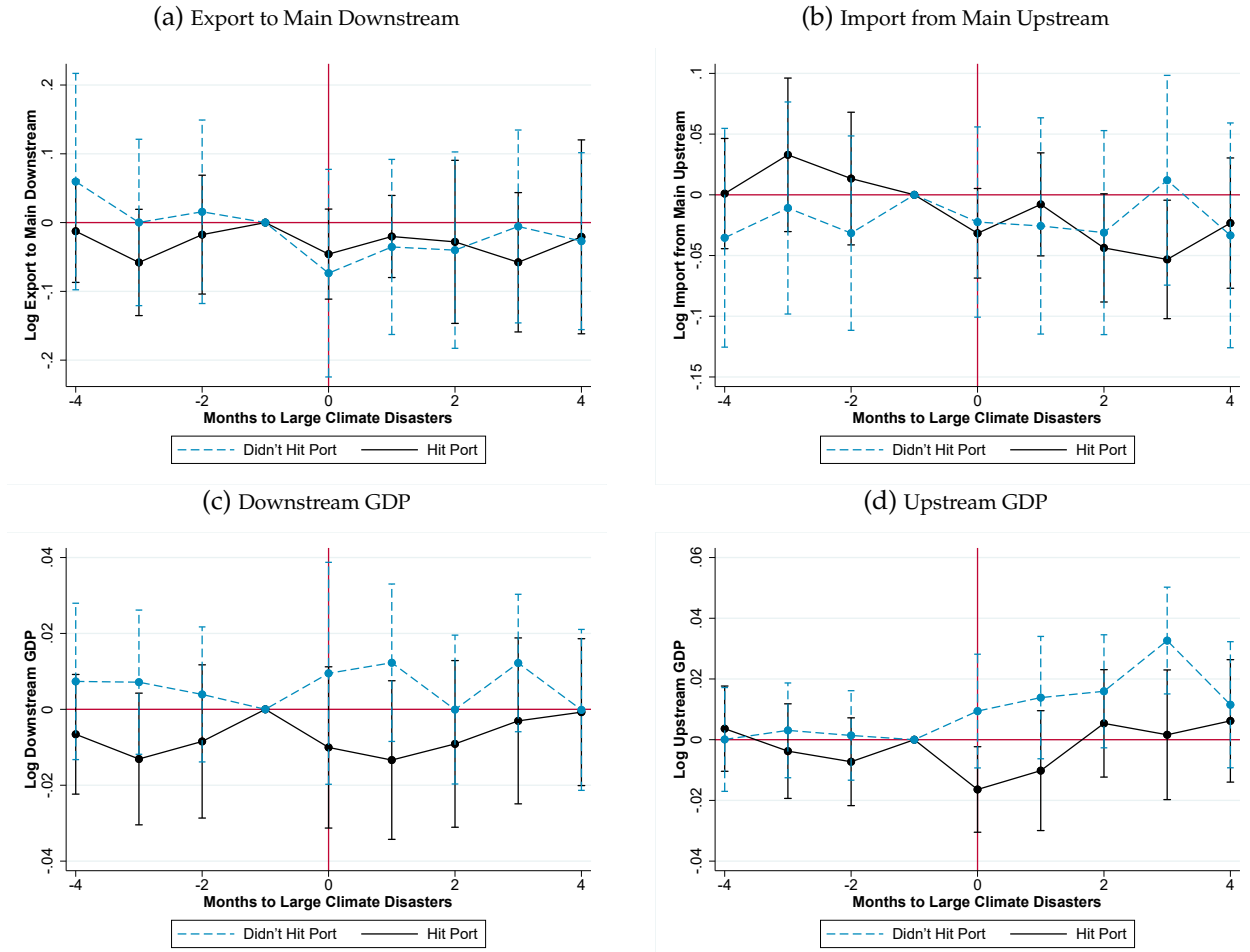 (a) Export to Main Downstream
Log Export to Main Downstream
.2
.1
0
-.1
-.2
-4
-2
0
2
4
Months to Large Climate Disasters
Didn't Hit Port
Hit Port
(b) Import from Main Upstream
Log Import from Main Upstream
.1
.05
0
-.05
-.1
-.15
-4
-2
0
2
4
Months to Large Climate Disasters
Didn't Hit Port
Hit Port
(c) Downstream GDP
Log Downstream GDP
.04
.02
0
-.02
-.04
-4
-2
0
2
4
Months to Large Climate Disasters
Didn't Hit Port
Hit Port
(d) Upstream GDP
Log Upstream GDP
.06
.04
.02
0
-.02
-.04
-4
-2
0
2
4
Months to Large Climate Disasters
Didn't Hit Port
Hit Port